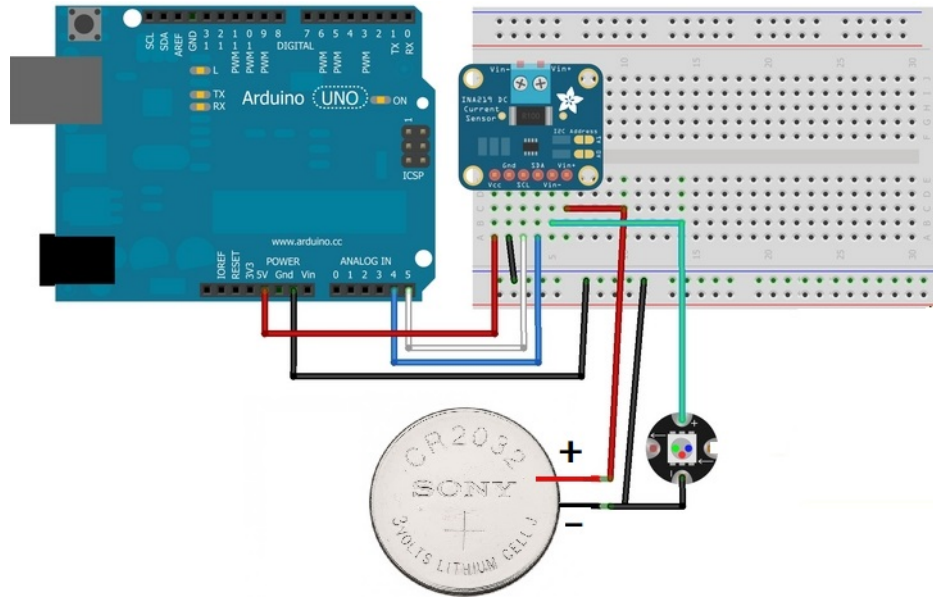 SCL
SDA
AREF
GND
13
12
11
10
9
8
7
6
5
4
3
2
1
0
PWM
PWM
PWM
PWM
PWM
PWM
TX
RX
DIGITAL
L
TX
RX
Arduino UNO
ON
1
ICSP
www.arduino.cc
POWER
ANALOG IN
IOREF
RESET
3V3
5V
Gnd
Vin
0
1
2
3
4
5
Vin-
Vin+
INA219 DC
Current
Sensor
R100
I2C Address
A1
A0
Gnd
SDA
Vin+
Vcc
SCL
Vin-
5
10
15
20
25
30
A
B
C
D
E
F
G
H
I
J
CR2032
+
SONY
3 VOLTS LITHIUM CELL J
−
+